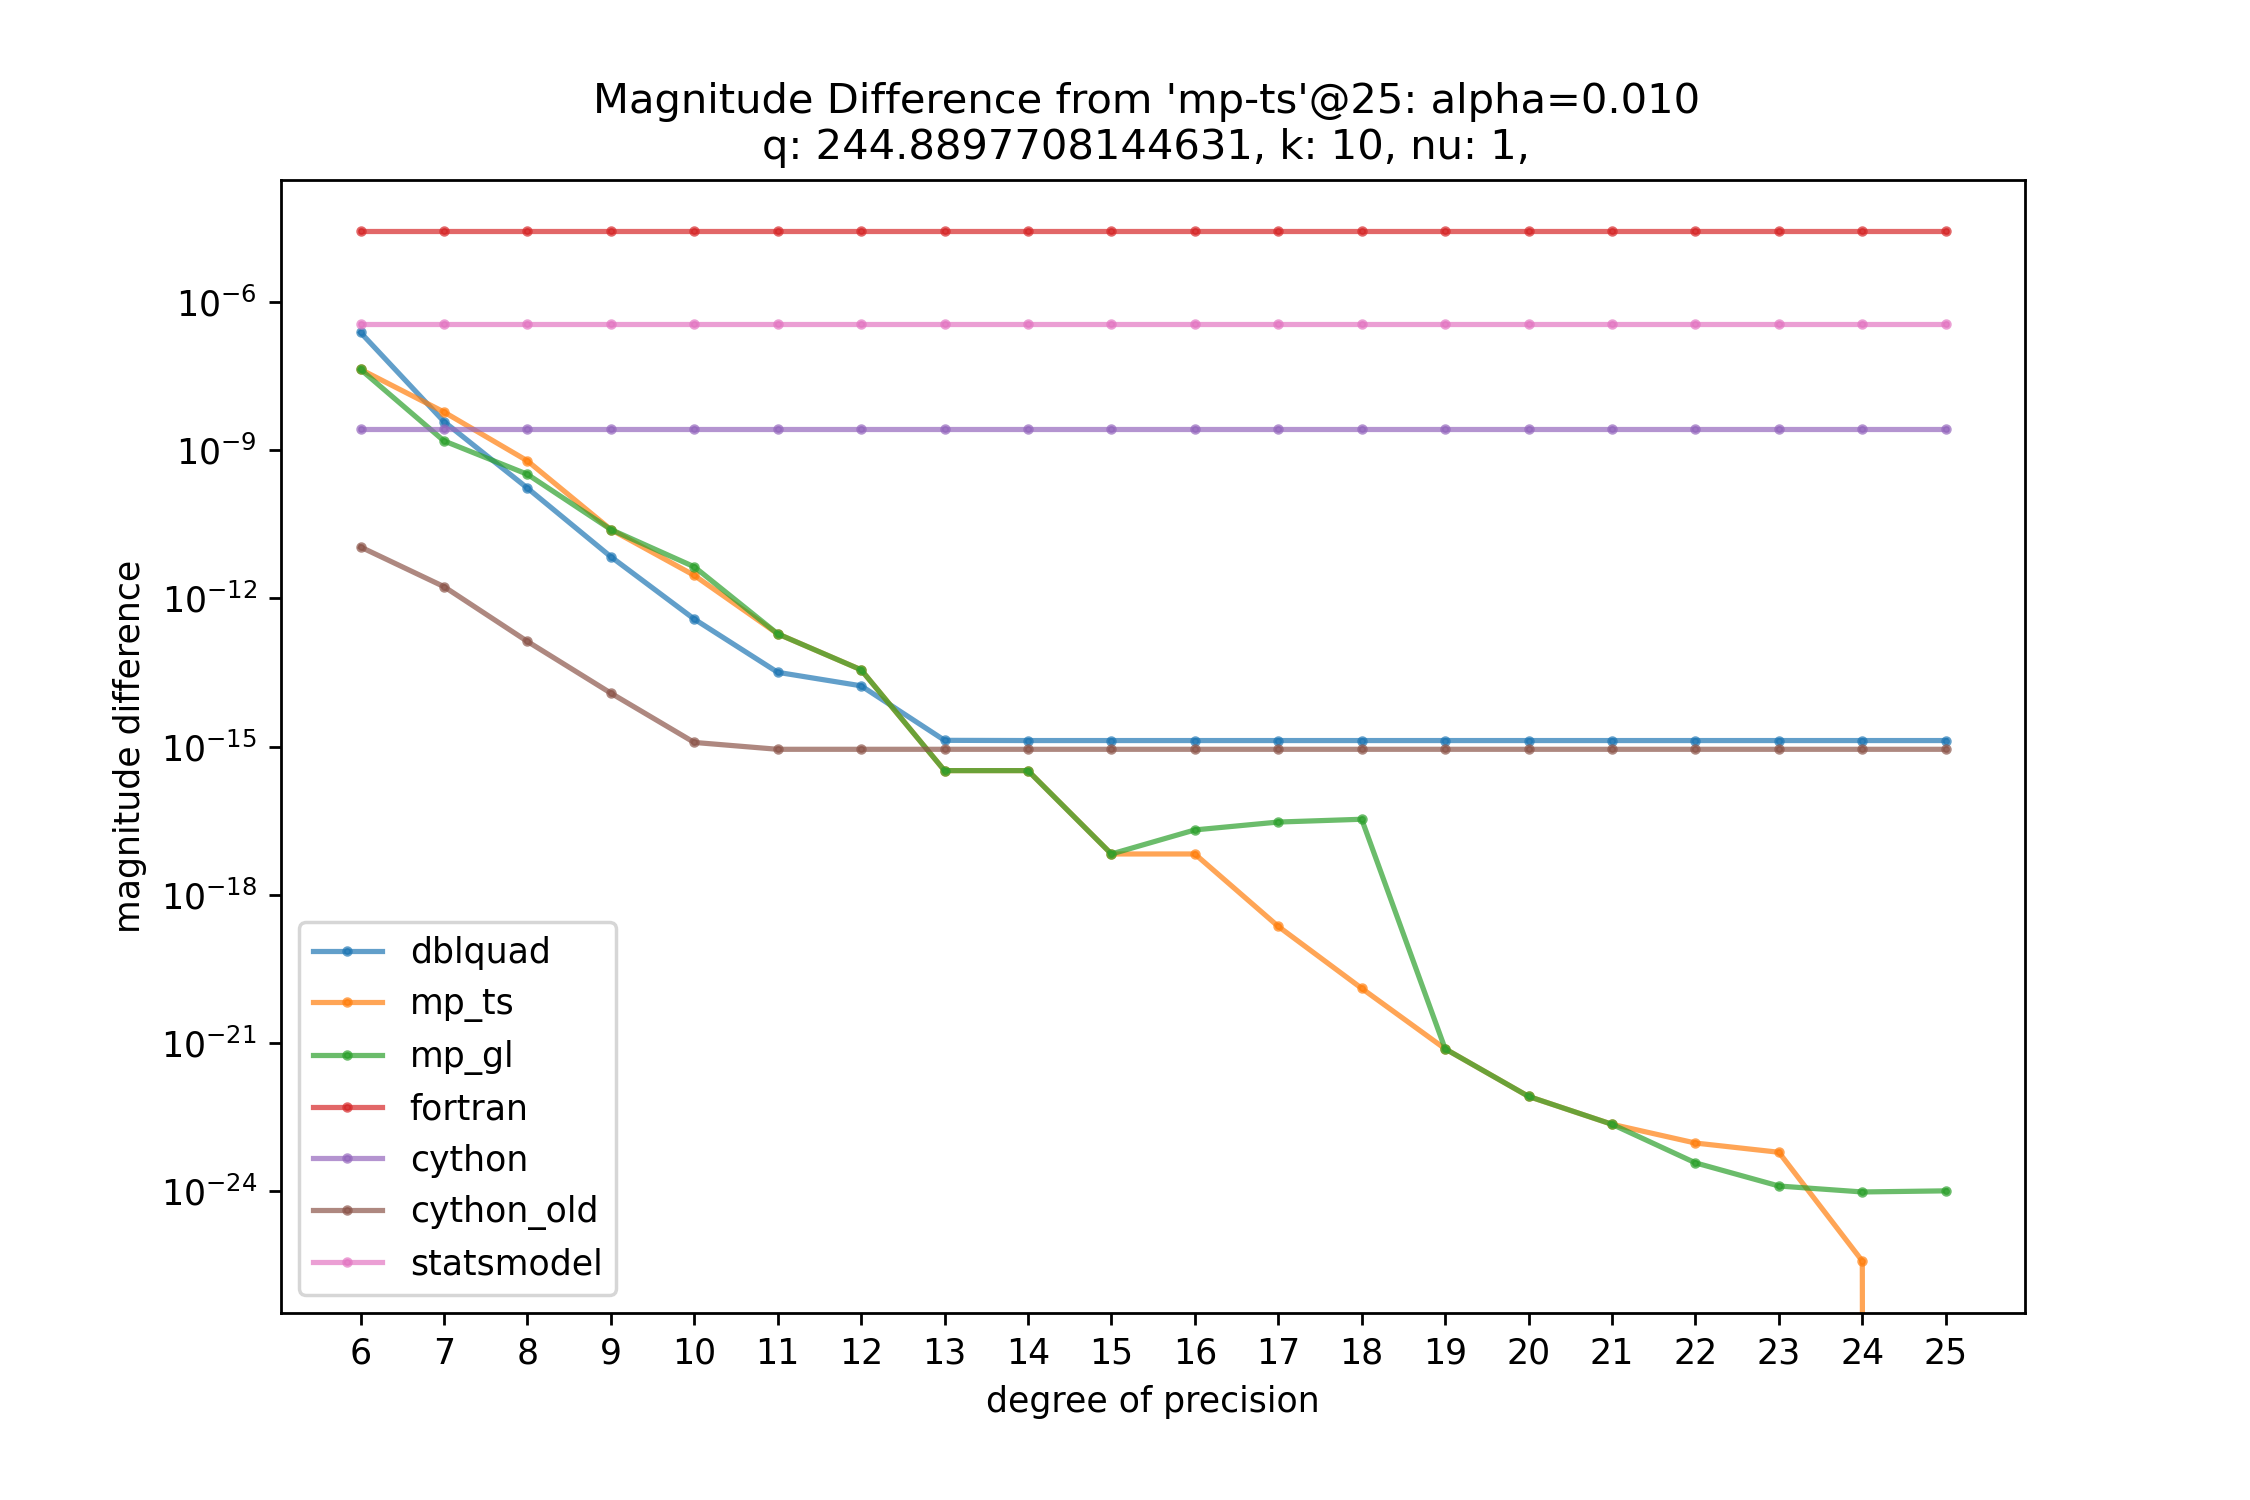 Magnitude Difference from 'mp-ts'@25: alpha=0.010
q: 244.8897708144631, k: 10, nu: 1,
magnitude difference
10⁻⁶
10⁻⁹
10⁻¹²
10⁻¹⁵
10⁻¹⁸
10⁻²¹
10⁻²⁴
dblquad
mp_ts
mp_gl
fortran
cython
cython_old
statsmodel
6 7 8 9 10 11 12 13 14 15 16 17 18 19 20 21 22 23 24 25
degree of precision